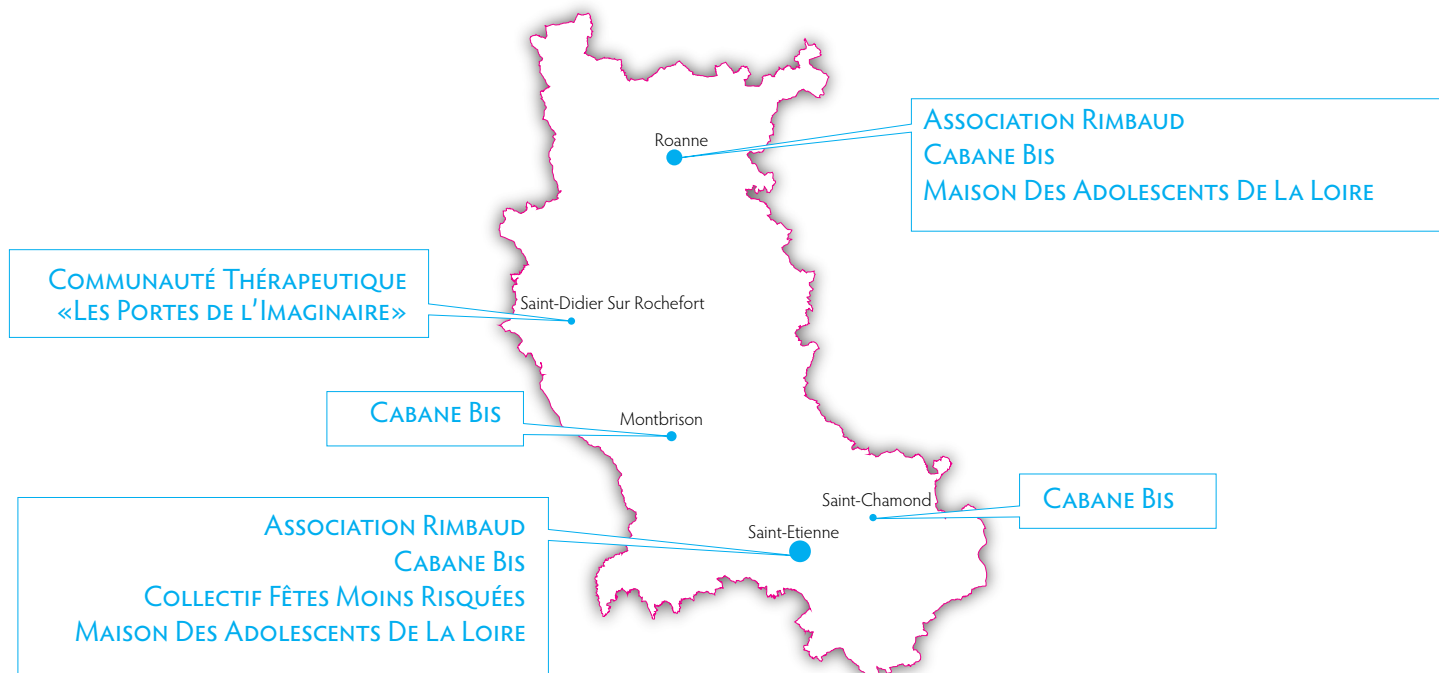 Roanne
Association Rimbaud
Cabane Bis
Maison Des Adolescents De La Loire
Communauté Thérapeutique
«Les Portes de l'Imaginaire»
Saint-Didier Sur Rochefort
Cabane Bis
Montbrison
Saint-Chamond
Cabane Bis
Saint-Etienne
Association Rimbaud
Cabane Bis
Collectif Fêtes Moins Risquées
Maison Des Adolescents De La Loire